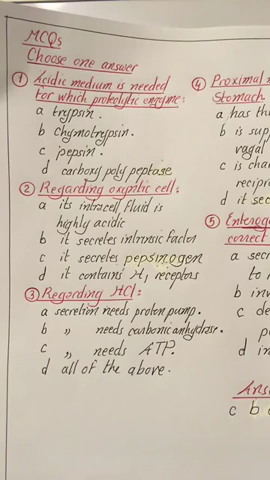 MCQs
Choose one answer
① Acidic medium is needed
for which proteolytic enzyme:
a trypsin.
b chymotrypsin.
c pepsin.
d carboxy poly peptase
② Regarding oxyntic cell:
a its intracell fluid is
highly acidic
b it secretes intrinsic factor
c it secretes pepsinogen
d it contains H₁ receptors
③ Regarding HCl:
a secretion needs proton pump.
b ,, needs carbonic anhydrase.
c ,, needs ATP.
d all of the above.
④ Proximal
Stomach
a has th
b is sup
vagal
c is cha
recip
d it sec
⑤ Enterog
correct
a secr
to
b inv
c de
d in
Ans
c b